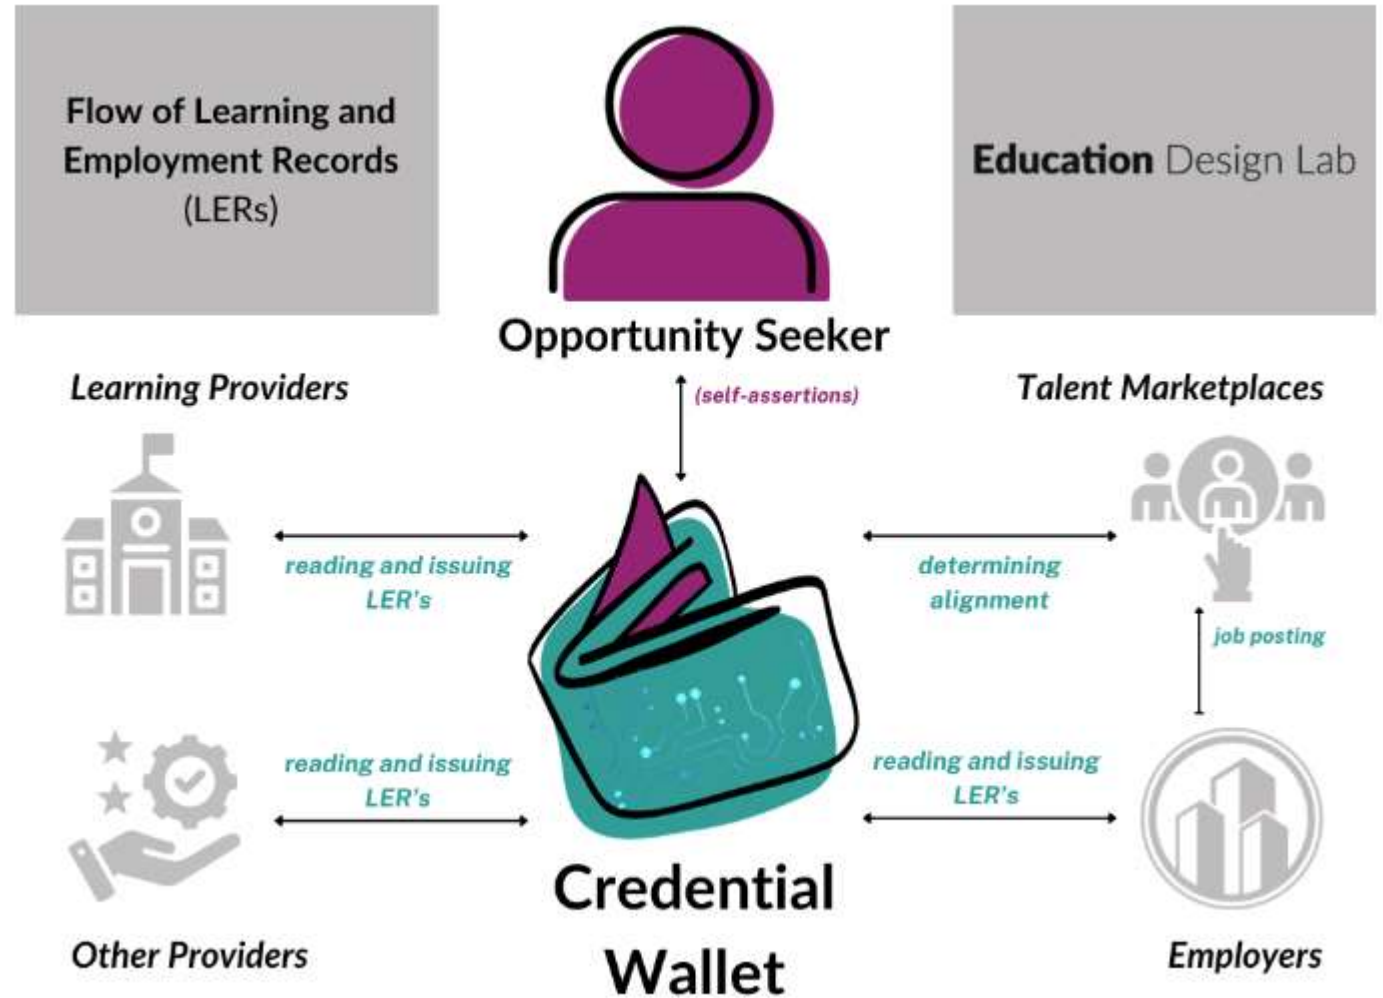 Flow of Learning and
Employment Records
(LERs)
Education Design Lab
Opportunity Seeker
(self-assertions)
Learning Providers
Talent Marketplaces
reading and issuing
LER's
determining
alignment
job posting
reading and issuing
LER's
reading and issuing
LER's
Credential
Wallet
Other Providers
Employers